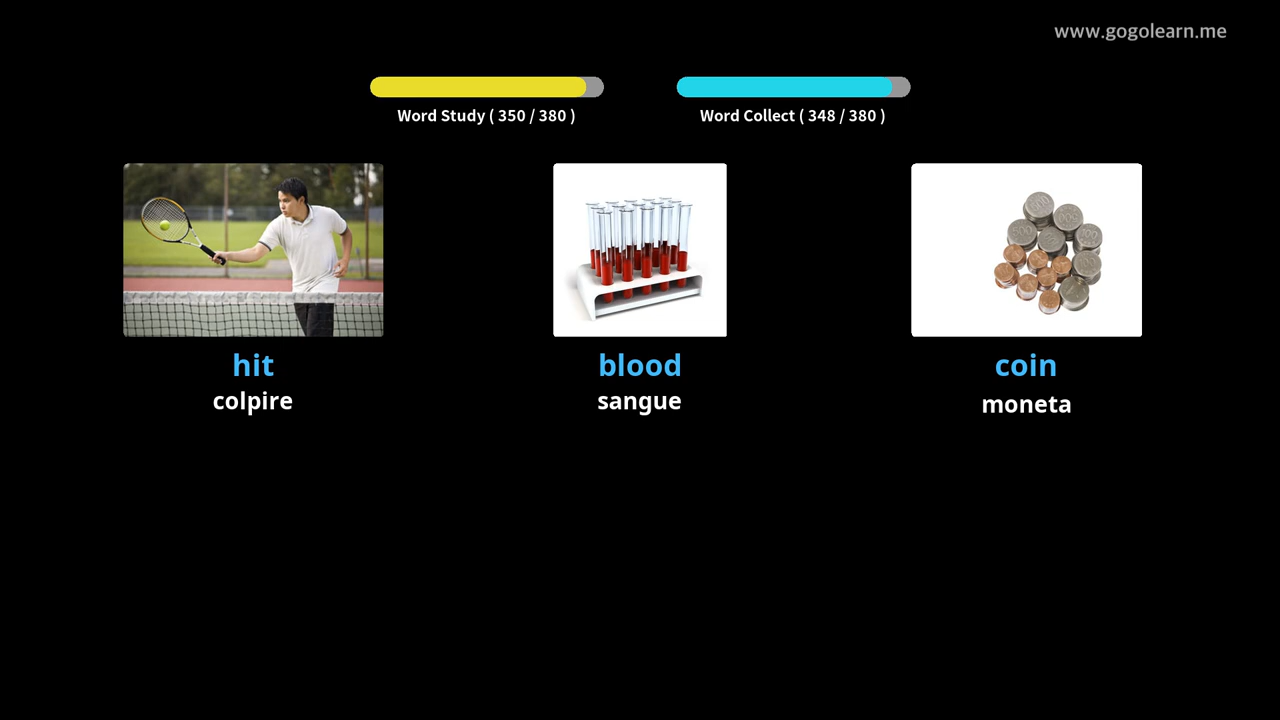 www.gogolearn.me
Word Study ( 350 / 380 )
Word Collect ( 348 / 380 )
hit
colpire
blood
sangue
coin
moneta